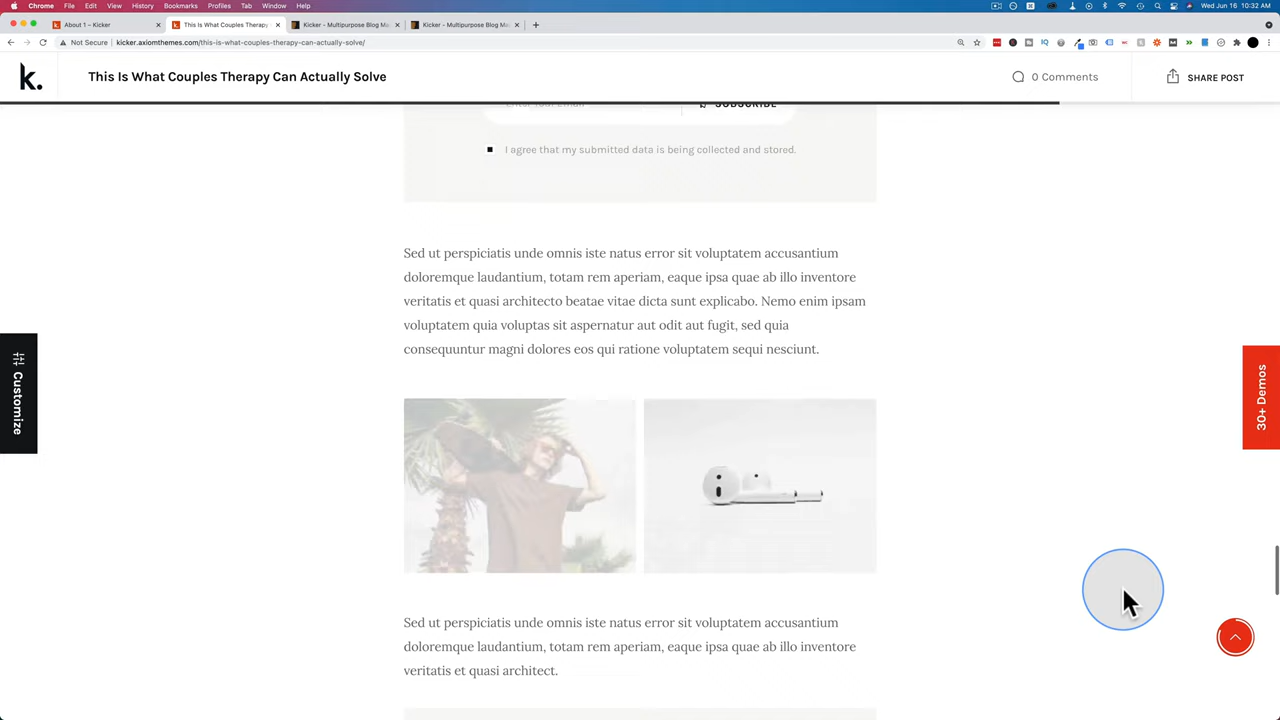 Chrome File Edit View History Bookmarks Profiles Tab Window Help
Wed Jun 16 10:32 AM
About 1 – Kicker
This Is What Couples Therapy
Kicker - Multipurpose Blog Ma
Kicker - Multipurpose Blog Ma
Not Secure kicker.axiomthemes.com/this-is-what-couples-therapy-can-actually-solve/
k.
This Is What Couples Therapy Can Actually Solve
0 Comments
SHARE POST
Enter Your Email
SUBSCRIBE
I agree that my submitted data is being collected and stored.
Sed ut perspiciatis unde omnis iste natus error sit voluptatem accusantium
doloremque laudantium, totam rem aperiam, eaque ipsa quae ab illo inventore
veritatis et quasi architecto beatae vitae dicta sunt explicabo. Nemo enim ipsam
voluptatem quia voluptas sit aspernatur aut odit aut fugit, sed quia
consequuntur magni dolores eos qui ratione voluptatem sequi nesciunt.
Customize
30+ Demos
Sed ut perspiciatis unde omnis iste natus error sit voluptatem accusantium
doloremque laudantium, totam rem aperiam, eaque ipsa quae ab illo inventore
veritatis et quasi architect.